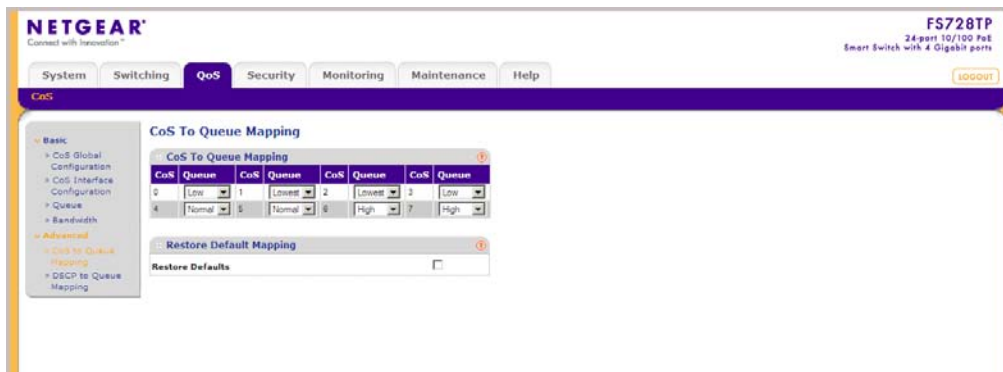 NETGEAR
Connect with Innovation™
FS728TP
24-port 10/100 PoE
Smart Switch with 4 Gigabit ports
System Switching QoS Security Monitoring Maintenance Help
LOGOUT
CoS
Basic
CoS Global
Configuration
CoS Interface
Configuration
Queue
Bandwidth
Advanced
CoS to Queue
Mapping
DSCP to Queue
Mapping
CoS To Queue Mapping
CoS To Queue Mapping
CoS Queue CoS Queue CoS Queue CoS Queue
0 Low 1 Lowest 2 Lowest 3 Low
4 Normal 5 Normal 6 High 7 High
Restore Default Mapping
Restore Defaults